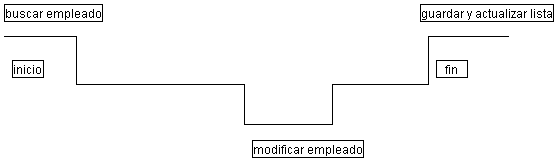 buscar empleado
guardar y actualizar lista
inicio
fin
modificar empleado